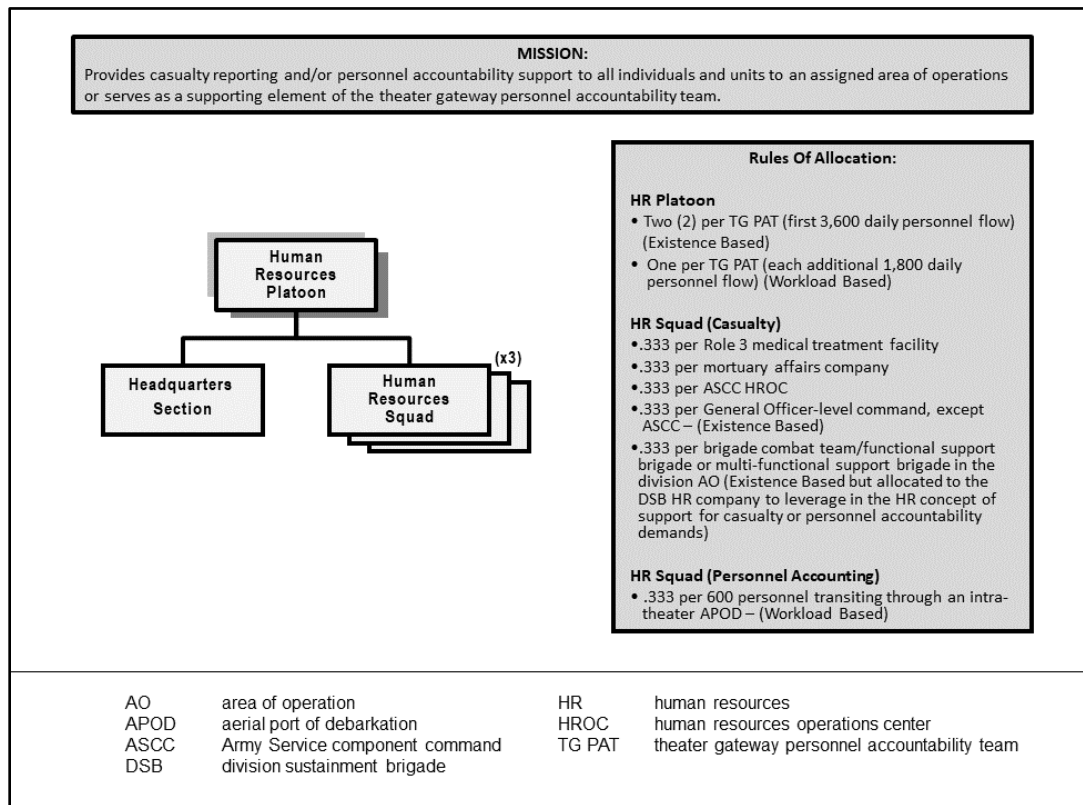 MISSION:
Provides casualty reporting and/or personnel accountability support to all individuals and units to an assigned area of operations
or serves as a supporting element of the theater gateway personnel accountability team.
Human
Resources
Platoon
Headquarters
Section
(x3)
Human
Resources
Squad
Rules Of Allocation:
HR Platoon
• Two (2) per TG PAT (first 3,600 daily personnel flow)
(Existence Based)
• One per TG PAT (each additional 1,800 daily
personnel flow) (Workload Based)
HR Squad (Casualty)
•.333 per Role 3 medical treatment facility
•.333 per mortuary affairs company
•.333 per ASCC HROC
•.333 per General Officer-level command, except
ASCC – (Existence Based)
•.333 per brigade combat team/functional support
brigade or multi-functional support brigade in the
division AO (Existence Based but allocated to the
DSB HR company to leverage in the HR concept of
support for casualty or personnel accountability
demands)
HR Squad (Personnel Accounting)
• .333 per 600 personnel transiting through an intra-
theater APOD – (Workload Based)
AO area of operation
APOD aerial port of debarkation
ASCC Army Service component command
DSB division sustainment brigade
HR human resources
HROC human resources operations center
TG PAT theater gateway personnel accountability team